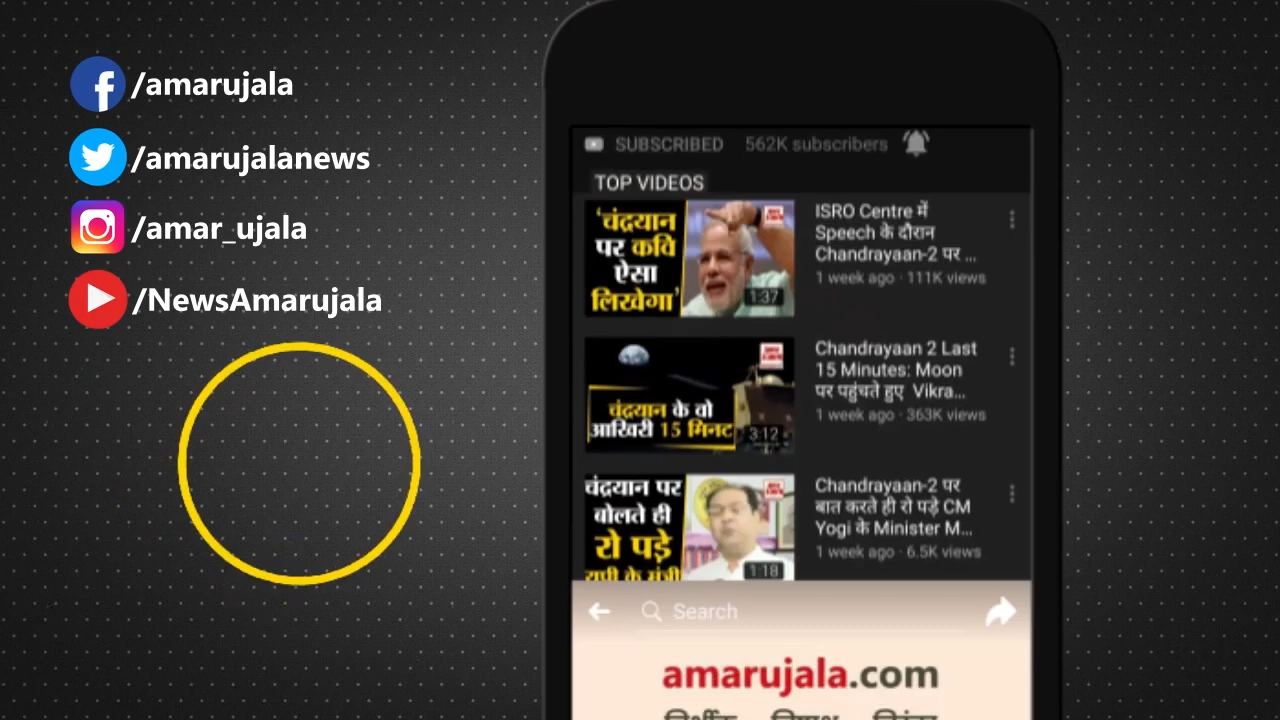 /amarujala
/amarujalanews
/amar_ujala
/NewsAmarujala
SUBSCRIBED 562K subscribers
TOP VIDEOS
'चंद्रयान
पर कवि
ऐसा
लिखेगा'
1:37
ISRO Centre में
Speech के दौरान
Chandrayaan-2 पर ...
1 week ago · 111K views
चंद्रयान के वो
आखिरी 15 मिनट
3:12
Chandrayaan 2 Last
15 Minutes: Moon
पर पहुंचते हुए Vikra...
1 week ago · 363K views
चंद्रयान पर
बोलते ही
रो पड़े
यूपी के मंत्री
1:18
Chandrayaan-2 पर
बात करते ही रो पड़े CM
Yogi के Minister M...
1 week ago · 6.5K views
Search
amarujala.com